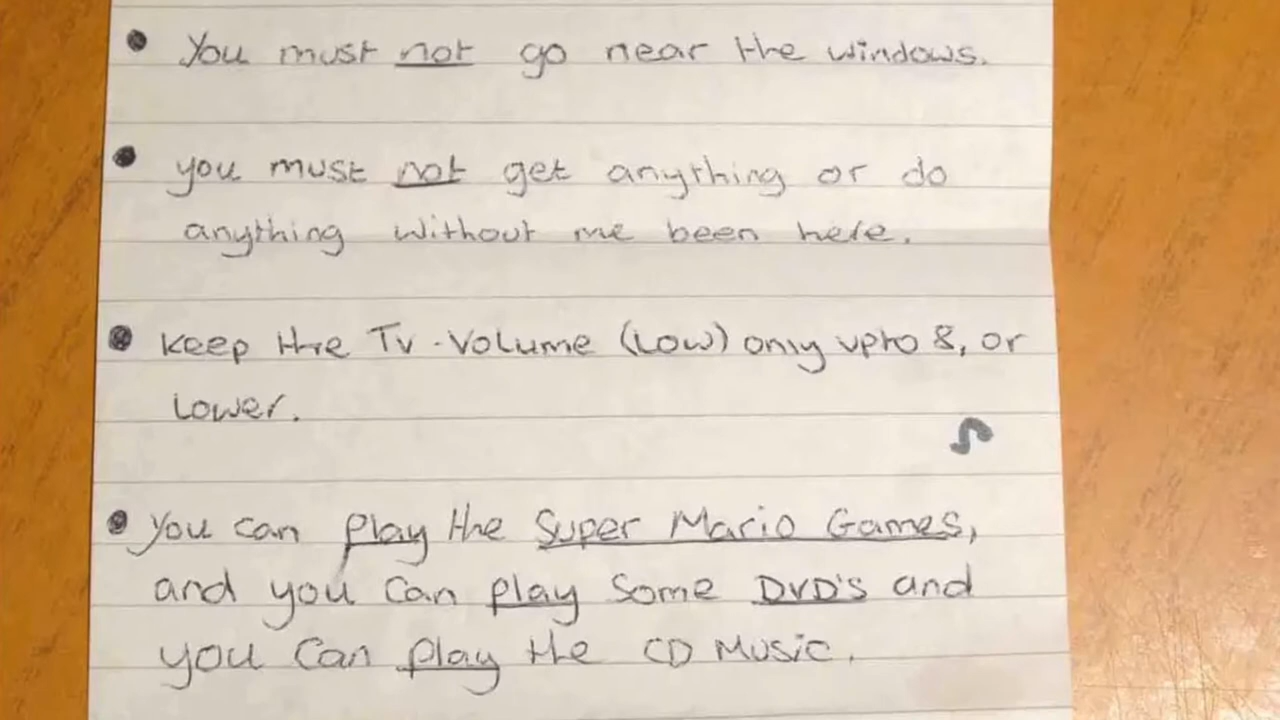 • You must not go near the windows.
• you must not get anything or do
anything without me been here.
• Keep the Tv - Volume (Low) only upto 8, or
Lower.
• You can play the Super Mario Games,
and you Can play Some DVD's and
you Can play the CD Music.